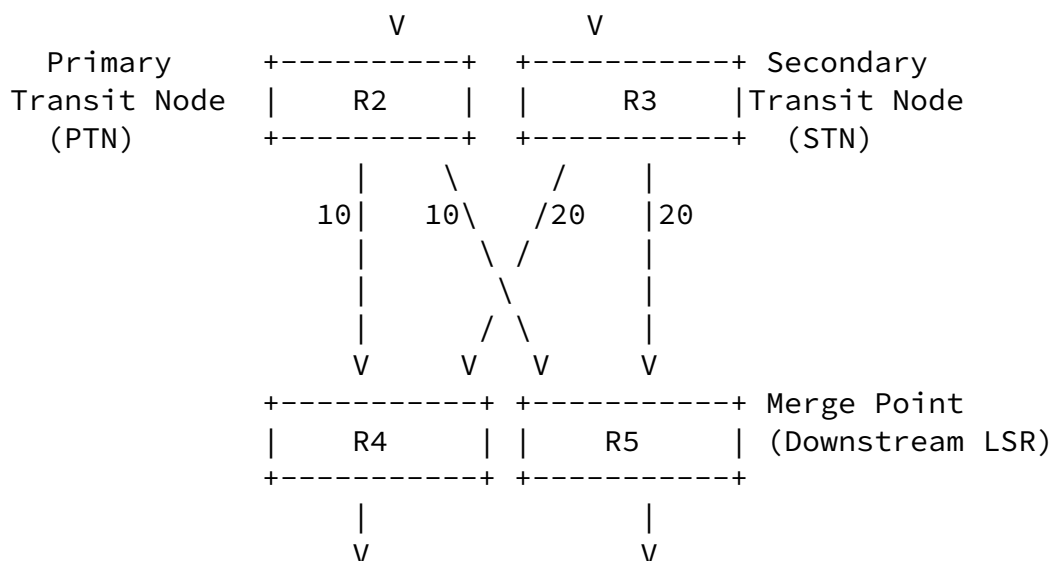 V V
Primary +----------+ +-----------+ Secondary
Transit Node | R2 | | R3 |Transit Node
(PTN) +----------+ +-----------+ (STN)
| \ / |
10| 10\ /20 |20
| \ / |
| \ |
| / \ |
V V V V
+-----------+ +-----------+ Merge Point
| R4 | | R5 | (Downstream LSR)
+-----------+ +-----------+
| |
V V